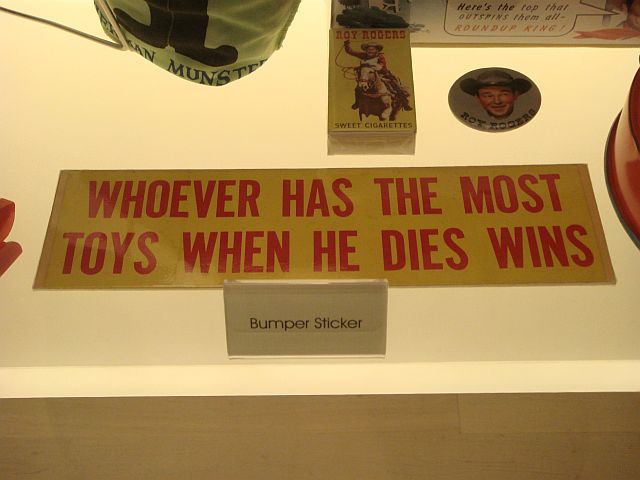 MUNSTER
ROY ROGERS
SWEET CIGARETTES
Here's the top that
OUTSPINS them all-
ROUNDUP KING!
ROY ROGERS
WHOEVER HAS THE MOST
TOYS WHEN HE DIES WINS
Bumper Sticker